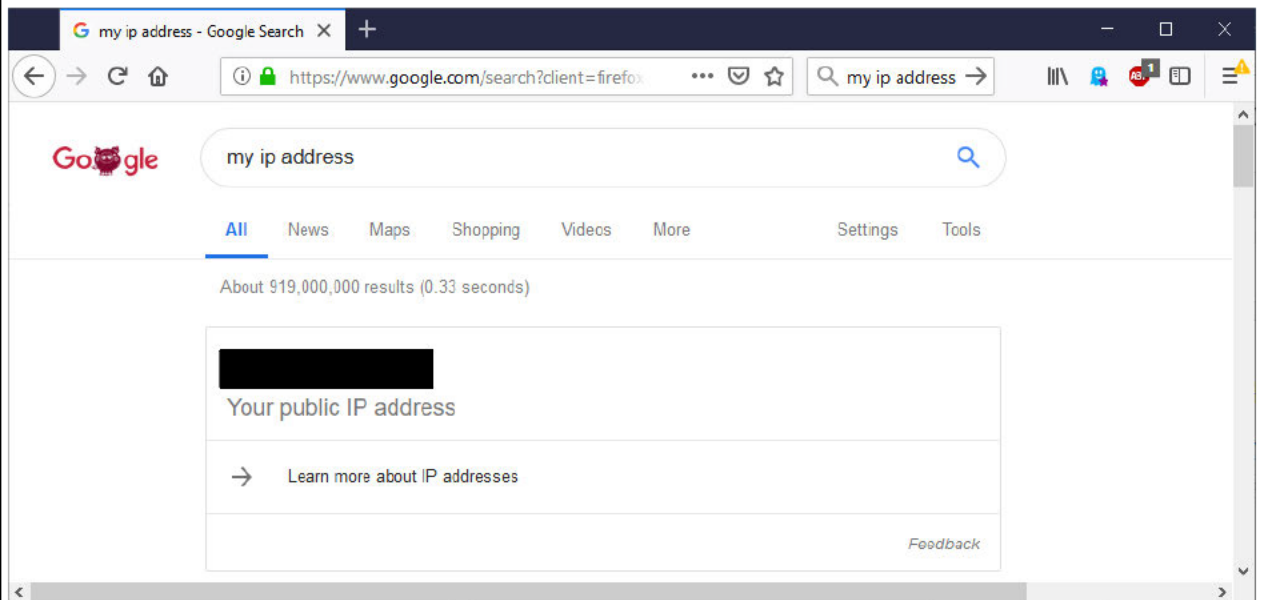 my ip address - Google Search
https://www.google.com/search?client=firefox
my ip address
Google
my ip address
All News Maps Shopping Videos More Settings Tools
About 919,000,000 results (0.33 seconds)
Your public IP address
Learn more about IP addresses
Feedback